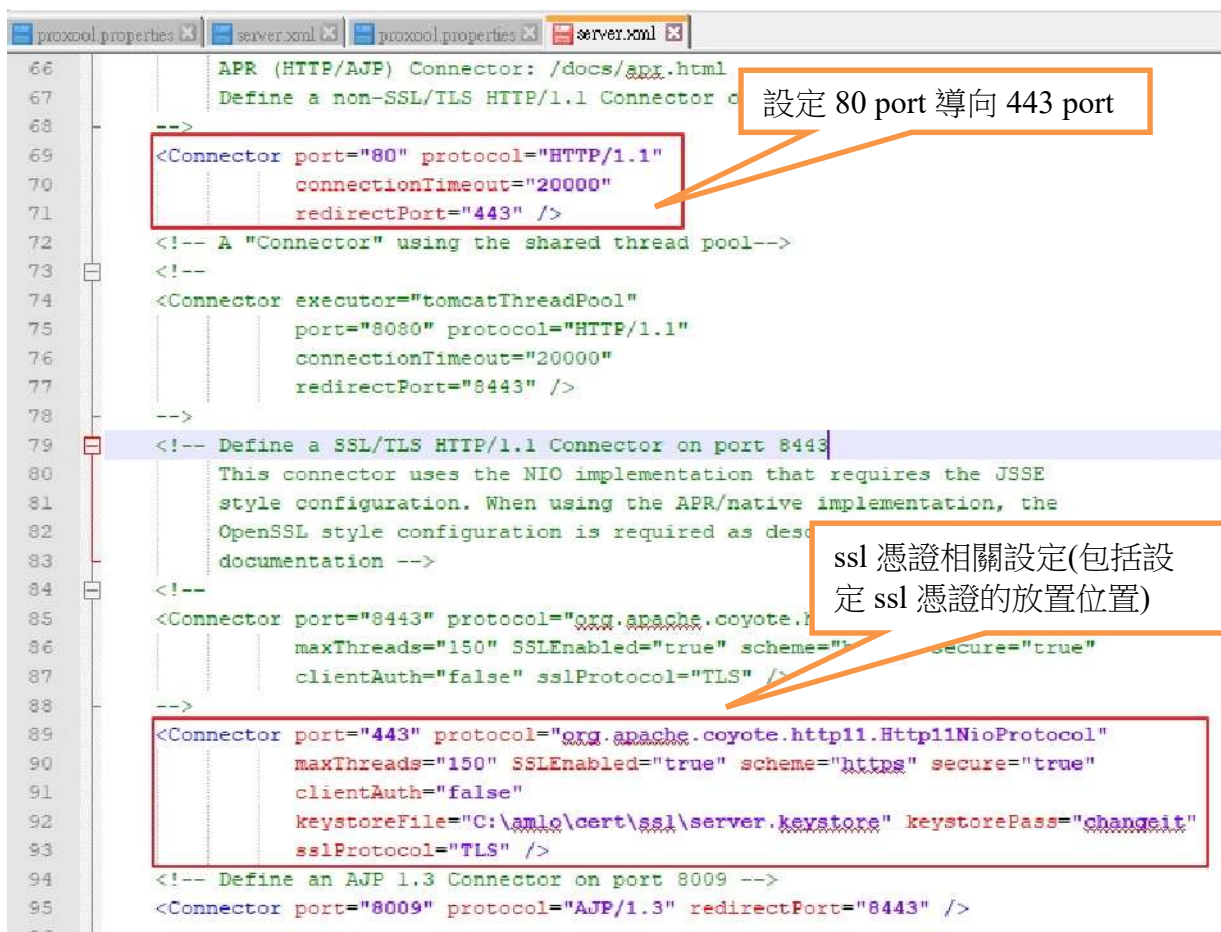 proxool.properties server.xml proxool.properties server.xml
66 APR (HTTP/AJP) Connector: /docs/apr.html
67 Define a non-SSL/TLS HTTP/1.1 Connector
設定 80 port 導向 443 port
68 -->
69 <Connector port="80" protocol="HTTP/1.1"
70 connectionTimeout="20000"
71 redirectPort="443" />
72 <!-- A "Connector" using the shared thread pool-->
73 <!--
74 <Connector executor="tomcatThreadPool"
75 port="8080" protocol="HTTP/1.1"
76 connectionTimeout="20000"
77 redirectPort="8443" />
78 -->
79 <!-- Define a SSL/TLS HTTP/1.1 Connector on port 8443
80 This connector uses the NIO implementation that requires the JSSE
81 style configuration. When using the APR/native implementation, the
82 OpenSSL style configuration is required as desc
83 documentation -->
ssl 憑證相關設定(包括設
定 ssl 憑證的放置位置)
84 <!--
85 <Connector port="8443" protocol="org.apache.coyote.
86 maxThreads="150" SSLEnabled="true" scheme=" secure="true"
87 clientAuth="false" sslProtocol="TLS" />
88 -->
89 <Connector port="443" protocol="org.apache.coyote.http11.Http11NioProtocol"
90 maxThreads="150" SSLEnabled="true" scheme="https" secure="true"
91 clientAuth="false"
92 keystoreFile="C:\amlo\cert\ssl\server.keystore" keystorePass="changeit"
93 sslProtocol="TLS" />
94 <!-- Define an AJP 1.3 Connector on port 8009 -->
95 <Connector port="8009" protocol="AJP/1.3" redirectPort="8443" />